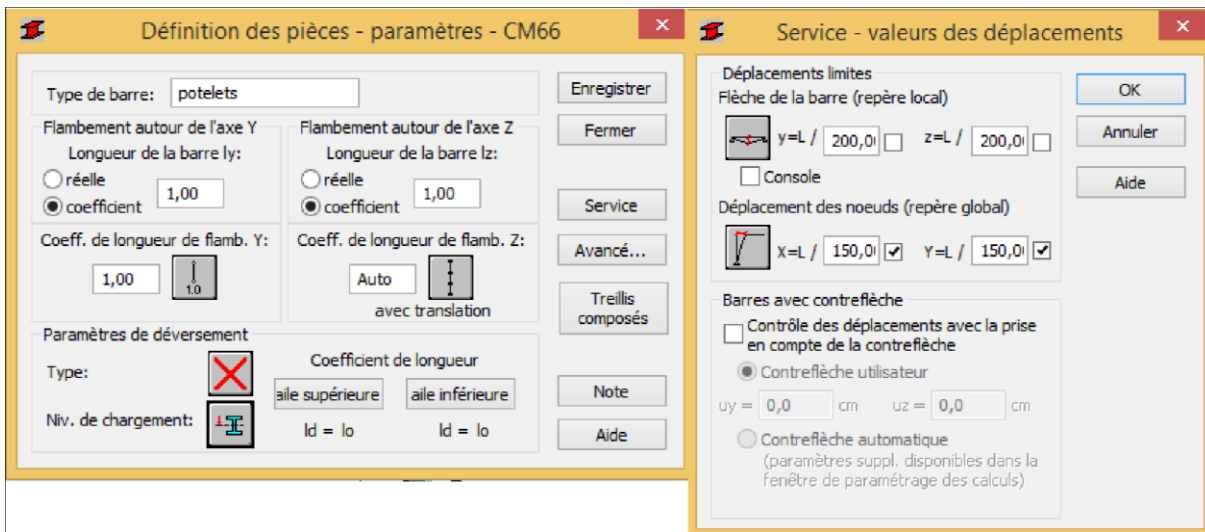 Définition des pièces - paramètres - CM66
Type de barre: potelets
Enregistrer
Fermer
Flambement autour de l'axe Y
Longueur de la barre ly:
réelle
coefficient
1,00
Flambement autour de l'axe Z
Longueur de la barre lz:
réelle
coefficient
1,00
Service
Avancé...
Coeff. de longueur de flamb. Y:
1,00
1.0
Coeff. de longueur de flamb. Z:
Auto
avec translation
Treillis
composés
Paramètres de déversement
Type:
Niv. de chargement:
Coefficient de longueur
aile supérieure
aile inférieure
ld = lo
ld = lo
Note
Aide
Service - valeurs des déplacements
Déplacements limites
Flèche de la barre (repère local)
y=L / 200,0
z=L / 200,0
Console
Déplacement des noeuds (repère global)
X=L / 150,0
Y=L / 150,0
OK
Annuler
Aide
Barres avec contreflèche
Contrôle des déplacements avec la prise
en compte de la contreflèche
Contreflèche utilisateur
uy = 0,0 cm uz = 0,0 cm
Contreflèche automatique
(paramètres suppl. disponibles dans la
fenêtre de paramétrage des calculs)